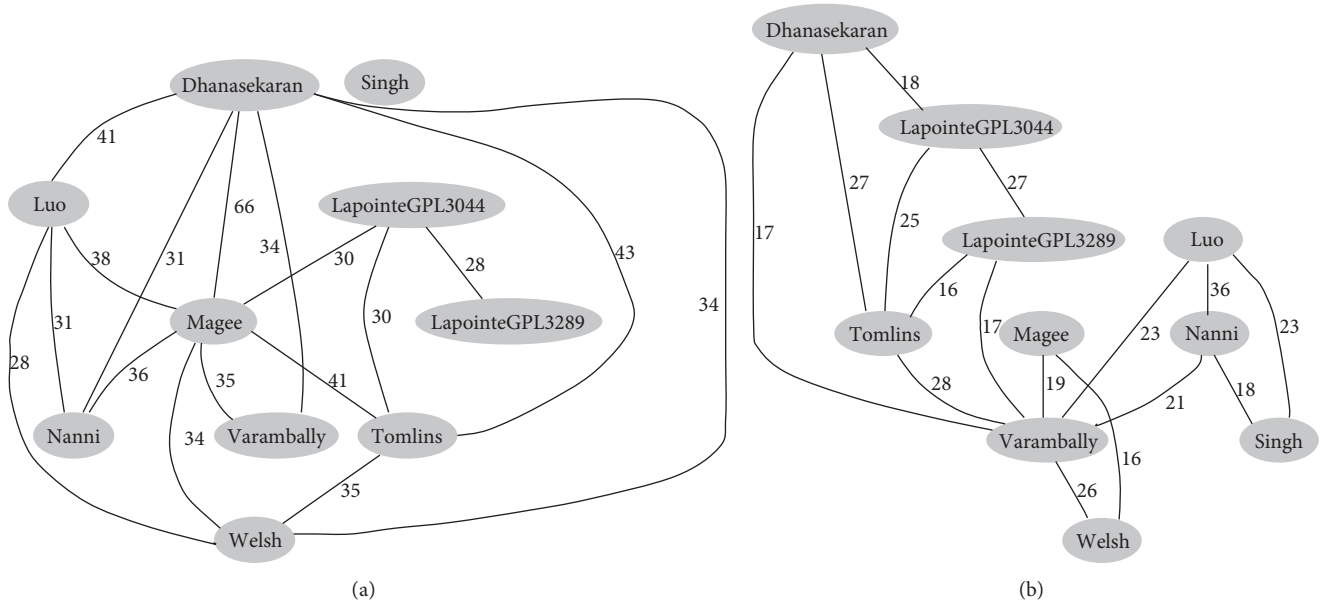 Dhanasekaran
Singh
41
Luo
66
LapointeGPL3044
34
38
31
30
28
43
31
Magee
30
LapointeGPL3289
34
28
36
35
41
Nanni
Varambally
Tomlins
34
35
Welsh
(a)
Dhanasekaran
18
LapointeGPL3044
27
27
25
17
LapointeGPL3289
Luo
16
36
17
Tomlins
Magee
23
Nanni
23
28
19
21
18
Varambally
Singh
16
26
Welsh
(b)